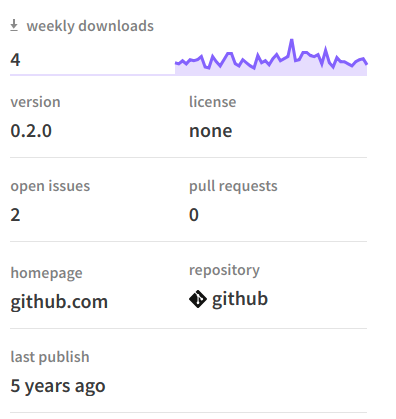 weekly downloads
4
version license
0.2.0 none
open issues pull requests
2 0
homepage repository
github.com github
last publish
5 years ago